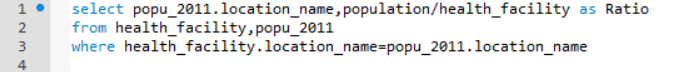 1 select popu_2011.location_name,population/health_facility as Ratio
2 from health_facility,popu_2011
3 where health_facility.location_name=popu_2011.location_name
4